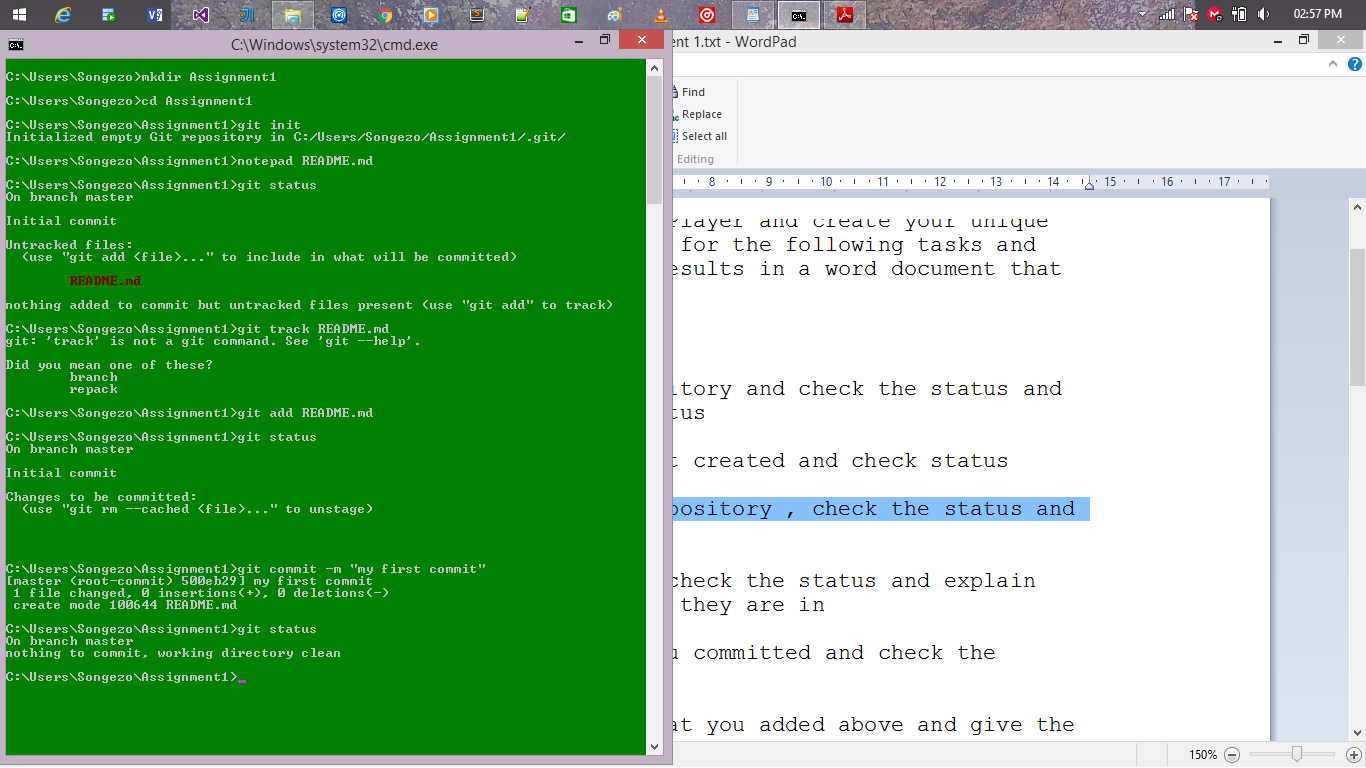 02:57 PM
C:\Windows\system32\cmd.exe
C:\Users\Songezo>mkdir Assignment1
C:\Users\Songezo>cd Assignment1
C:\Users\Songezo\Assignment1>git init
Initialized empty Git repository in C:/Users/Songezo/Assignment1/.git/
C:\Users\Songezo\Assignment1>notepad README.md
C:\Users\Songezo\Assignment1>git status
On branch master
Initial commit
Untracked files:
(use "git add <file>..." to include in what will be committed)
README.md
nothing added to commit but untracked files present (use "git add" to track)
C:\Users\Songezo\Assignment1>git track README.md
git: 'track' is not a git command. See 'git --help'.
Did you mean one of these?
branch
repack
C:\Users\Songezo\Assignment1>git add README.md
C:\Users\Songezo\Assignment1>git status
On branch master
Initial commit
Changes to be committed:
(use "git rm --cached <file>..." to unstage)
C:\Users\Songezo\Assignment1>git commit -m "my first commit"
[master (root-commit) 500eb29] my first commit
1 file changed, 0 insertions(+), 0 deletions(-)
create mode 100644 README.md
C:\Users\Songezo\Assignment1>git status
On branch master
nothing to commit, working directory clean
C:\Users\Songezo\Assignment1>
ent 1.txt - WordPad
Find
Replace
Select all
Editing
8 9 10 11 12 13 14 15 16 17
layer and create your unique
for the following tasks and
esults in a word document that
itory and check the status and
tus
t created and check status
pository , check the status and
check the status and explain
they are in
u committed and check the
at you added above and give the
150%